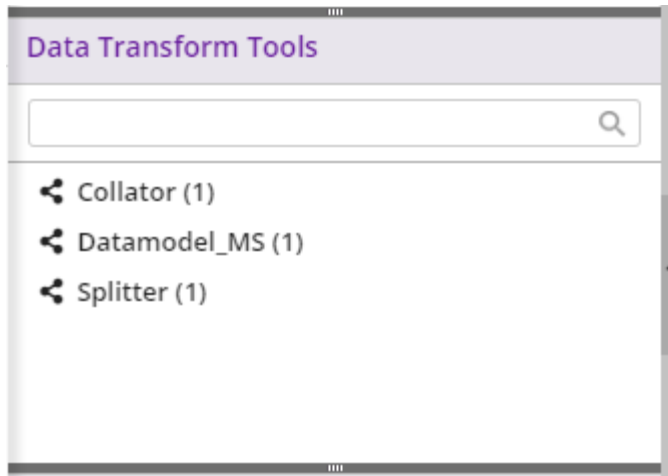 Data Transform Tools
Collator (1)
Datamodel_MS (1)
Splitter (1)